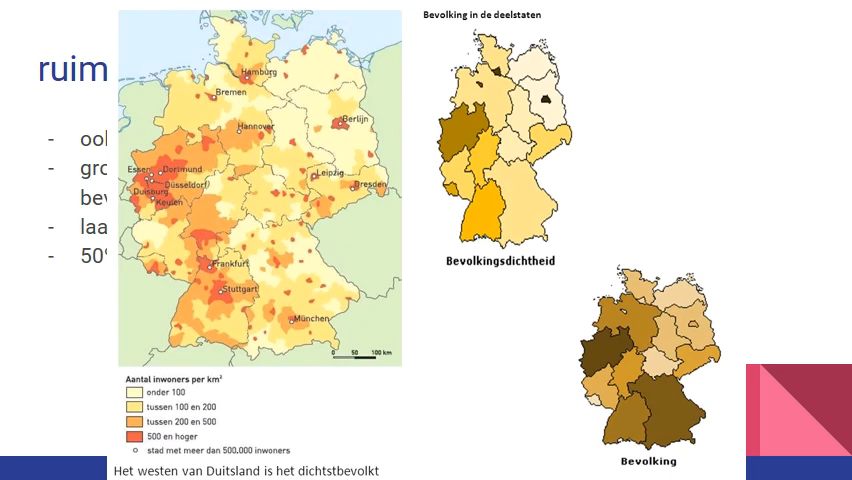 ruim
- ook
- gro
bev
- laa
- 50%
Hamburg
Bremen
Berlijn
Hannover
Essen
Dortmund
Leipzig
Düsseldorf
Dresden
Duisburg
Keulen
Frankfurt
Stuttgart
München
0 50 100 km
Aantal inwoners per km²
onder 100
tussen 100 en 200
tussen 200 en 500
500 en hoger
stad met meer dan 500.000 inwoners
Het westen van Duitsland is het dichtstbevolkt
Bevolking in de deelstaten
Bevolkingsdichtheid
Bevolking